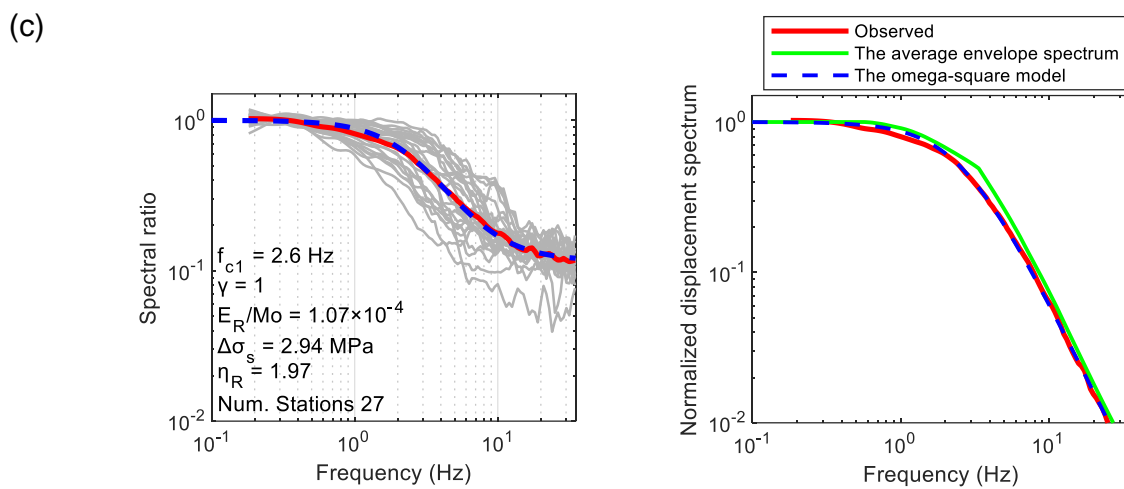 (c)
Observed
The average envelope spectrum
The omega-square model
Spectral ratio
10^0
10^-1
10^-2
f_c1 = 2.6 Hz
γ = 1
E_R/Mo = 1.07×10^-4
Δσ_s = 2.94 MPa
η_R = 1.97
Num. Stations 27
10^-1
10^0
10^1
Frequency (Hz)
Normalized displacement spectrum
10^0
10^-1
10^-2
10^-1
10^0
10^1
Frequency (Hz)